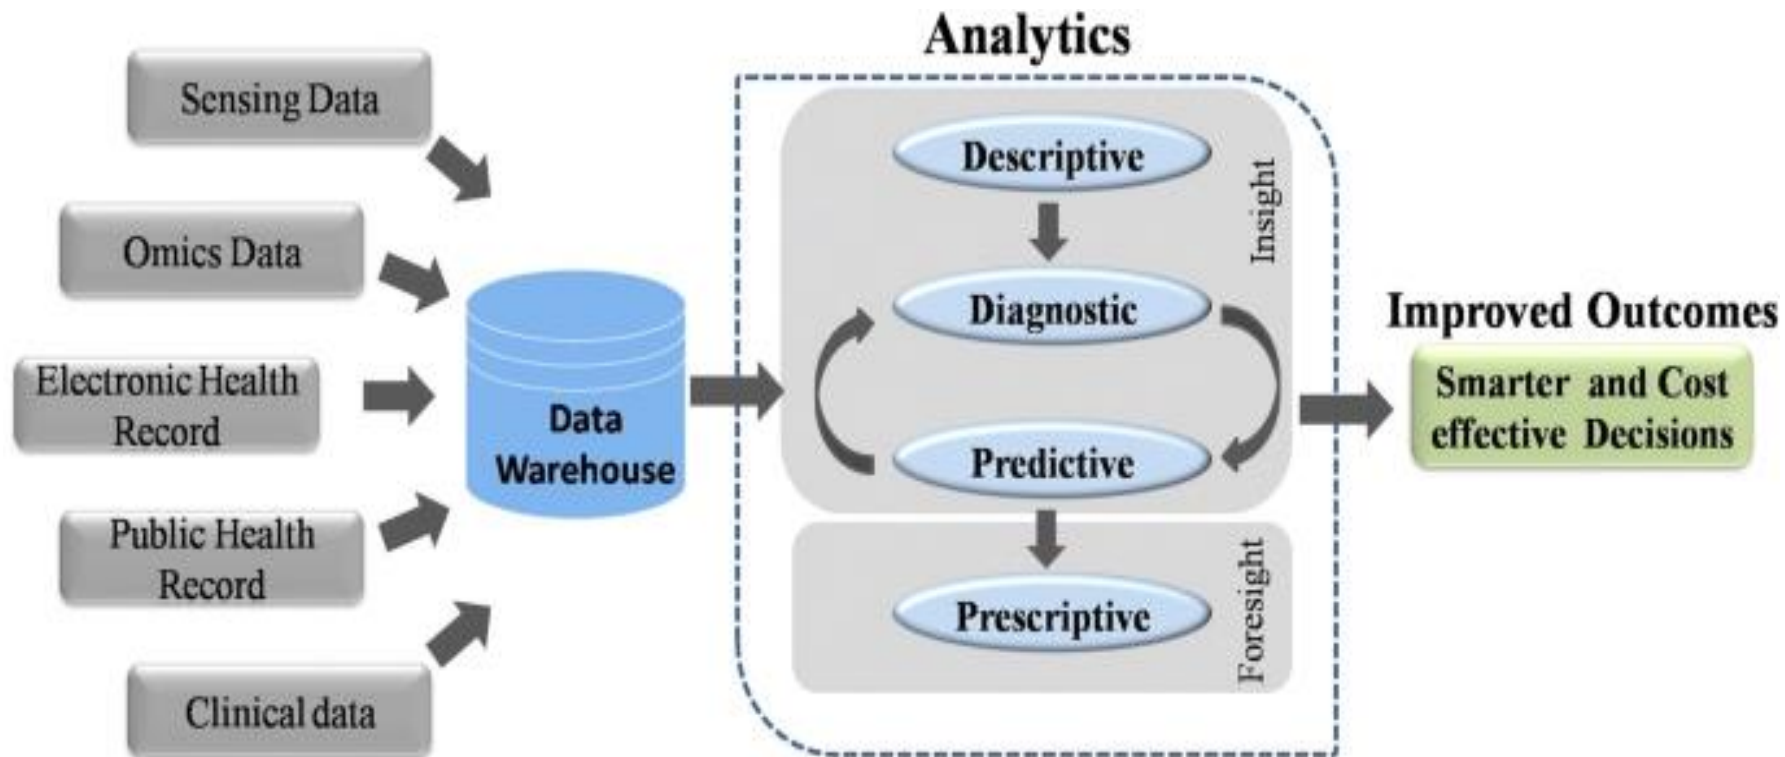 Analytics
Sensing Data
Omics Data
Electronic Health
Record
Public Health
Record
Clinical data
Data
Warehouse
Descriptive
Diagnostic
Predictive
Insight
Prescriptive
Foresight
Improved Outcomes
Smarter and Cost
effective Decisions